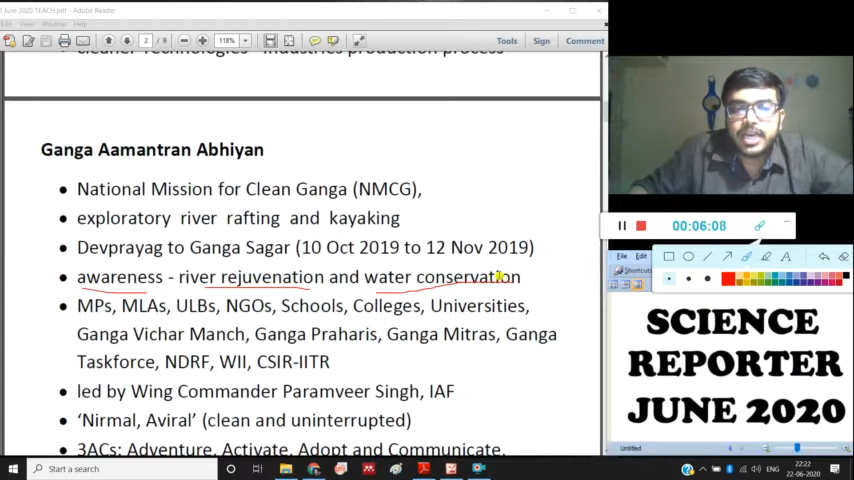 l June 2020 TEACH.pdf - Adobe Reader
Edit View Window Help
2 / 9 118% Tools Sign Comment
cleaner Technologies - industries production process
Ganga Aamantran Abhiyan
• National Mission for Clean Ganga (NMCG),
• exploratory river rafting and kayaking
• Devprayag to Ganga Sagar (10 Oct 2019 to 12 Nov 2019)
• awareness - river rejuvenation and water conservation
• MPs, MLAs, ULBs, NGOs, Schools, Colleges, Universities,
Ganga Vichar Manch, Ganga Praharis, Ganga Mitras, Ganga
Taskforce, NDRF, WII, CSIR-IITR
• led by Wing Commander Paramveer Singh, IAF
• ‘Nirmal, Aviral’ (clean and uninterrupted)
• 3ACs: Adventure, Activate, Adopt and Communicate.
00:06:08
File Edit
Shortcuts
SCIENCE
REPORTER
JUNE 2020
Untitled
Start a search
ENG
22:22
22-06-2020